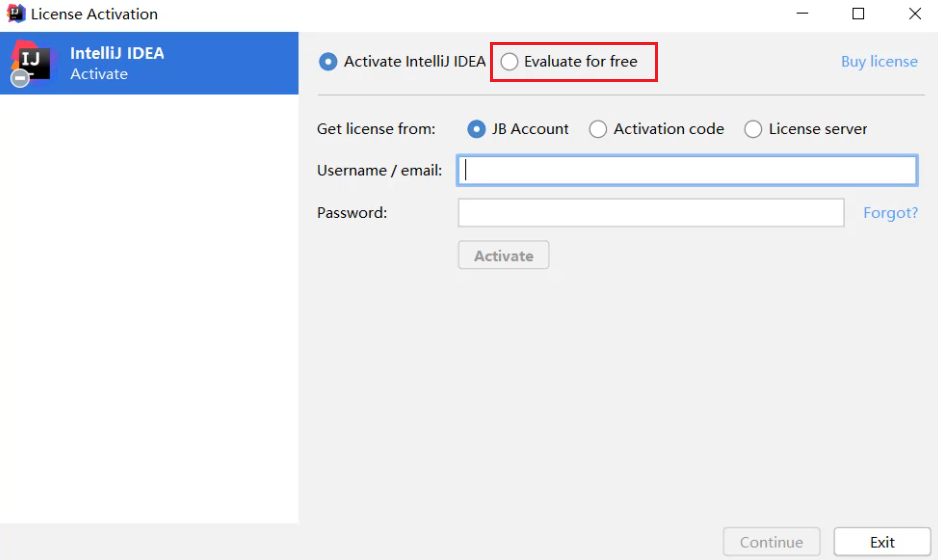 License Activation
IntelliJ IDEA
Activate
Activate IntelliJ IDEA Evaluate for free Buy license
Get license from: JB Account Activation code License server
Username / email:
Password: Forgot?
Activate
Continue Exit